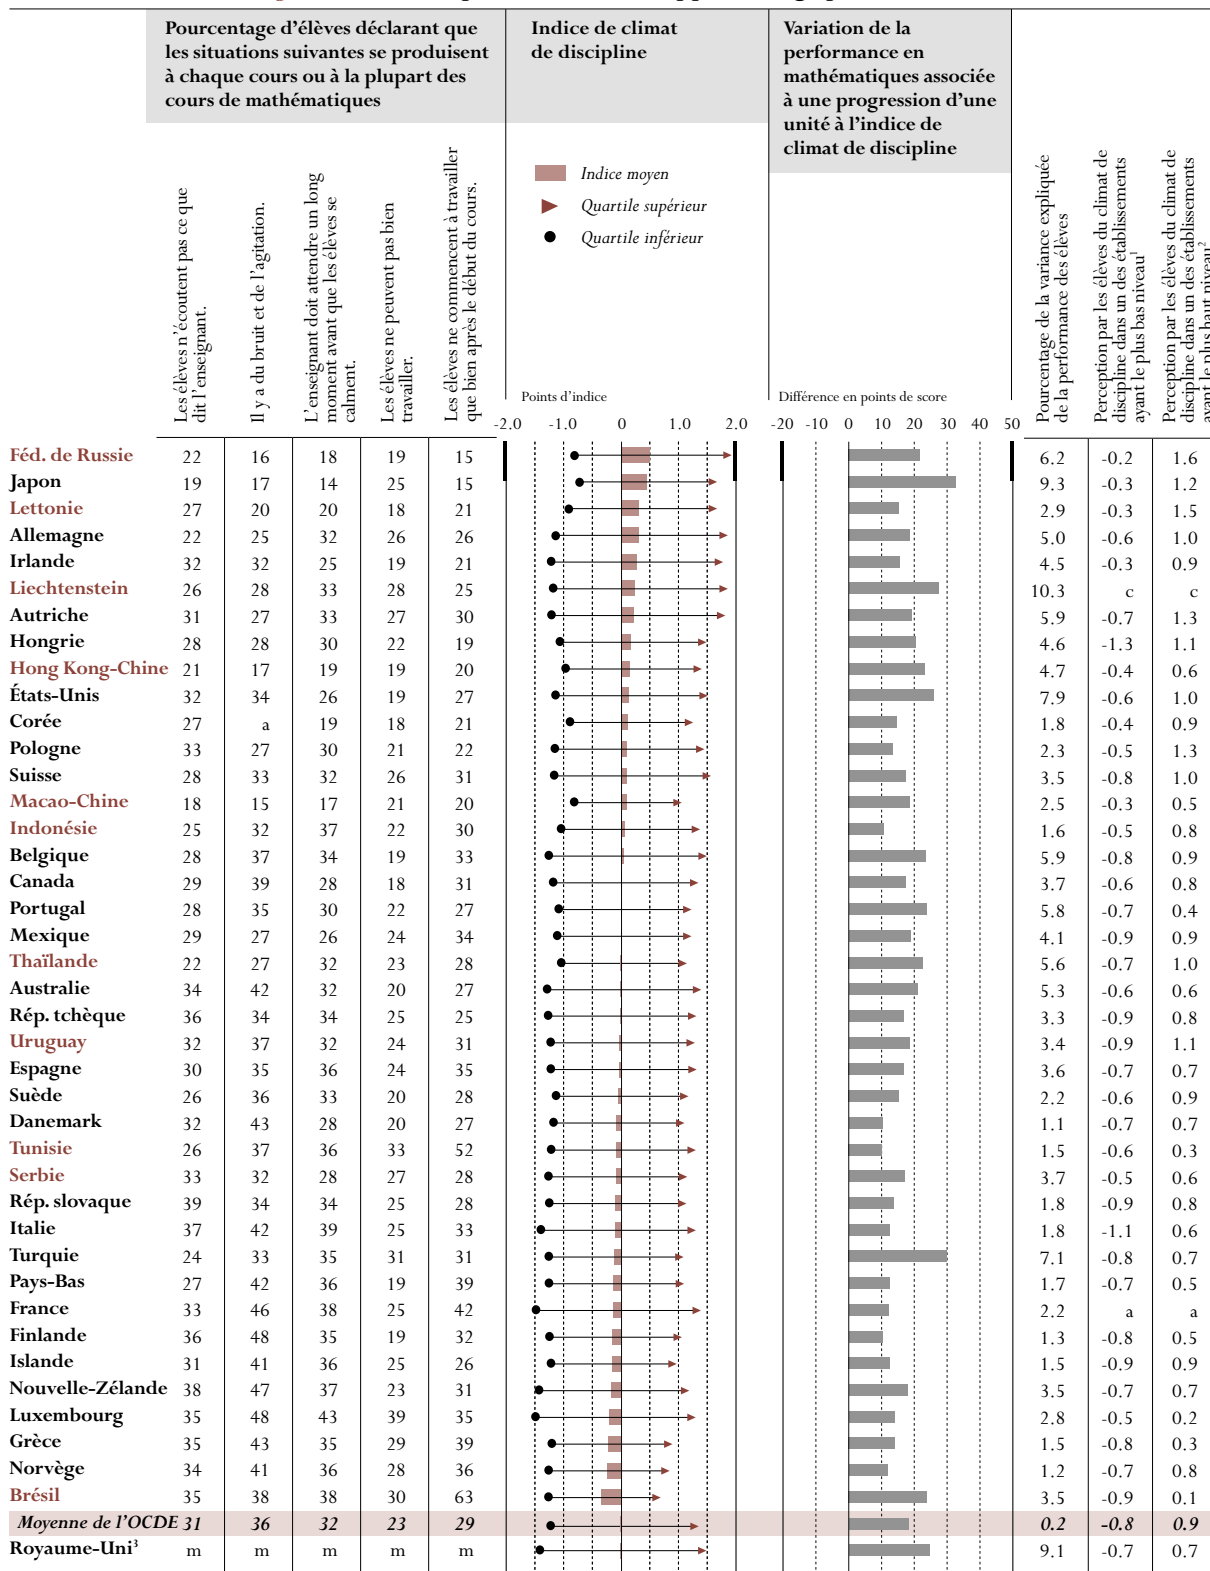 Pourcentage d'élèves déclarant que
les situations suivantes se produisent
à chaque cours ou à la plupart des
cours de mathématiques
Indice de climat
de discipline
Variation de la
performance en
mathématiques associée
à une progression d'une
unité à l'indice de
climat de discipline
Les élèves n'écoutent pas ce que
dit l'enseignant.
Il y a du bruit et de l'agitation.
L'enseignant doit attendre un long
moment avant que les élèves se
calment.
Les élèves ne peuvent pas bien
travailler.
Les élèves ne commencent à travailler
que bien après le début du cours.
Indice moyen
Quartile supérieur
Quartile inférieur
Pourcentage de la variance expliquée
de la performance des élèves
Perception par les élèves du climat de
discipline dans un des établissements
ayant le plus bas niveau1
Perception par les élèves du climat de
discipline dans un des établissements
ayant le plus haut niveau2
Points d'indice
Différence en points de score
-2.0 -1.0 0 1.0 2.0 -20 -10 0 10 20 30 40 50
Féd. de Russie 22 16 18 19 15 6.2 -0.2 1.6
Japon 19 17 14 25 15 9.3 -0.3 1.2
Lettonie 27 20 20 18 21 2.9 -0.3 1.5
Allemagne 22 25 32 26 26 5.0 -0.6 1.0
Irlande 32 32 25 19 21 4.5 -0.3 0.9
Liechtenstein 26 28 33 28 25 10.3 c c
Autriche 31 27 33 27 30 5.9 -0.7 1.3
Hongrie 28 28 30 22 19 4.6 -1.3 1.1
Hong Kong-Chine 21 17 19 19 20 4.7 -0.4 0.6
États-Unis 32 34 26 19 27 7.9 -0.6 1.0
Corée 27 a 19 18 21 1.8 -0.4 0.9
Pologne 33 27 30 21 22 2.3 -0.5 1.3
Suisse 28 33 32 26 31 3.5 -0.8 1.0
Macao-Chine 18 15 17 21 20 2.5 -0.3 0.5
Indonésie 25 32 37 22 30 1.6 -0.5 0.8
Belgique 28 37 34 19 33 5.9 -0.8 0.9
Canada 29 39 28 18 31 3.7 -0.6 0.8
Portugal 28 35 30 22 27 5.8 -0.7 0.4
Mexique 29 27 26 24 34 4.1 -0.9 0.9
Thaïlande 22 27 32 23 28 5.6 -0.7 1.0
Australie 34 42 32 20 27 5.3 -0.6 0.6
Rép. tchèque 36 34 34 25 25 3.3 -0.9 0.8
Uruguay 32 37 32 24 31 3.4 -0.9 1.1
Espagne 30 35 36 24 35 3.6 -0.7 0.7
Suède 26 36 33 20 28 2.2 -0.6 0.9
Danemark 32 43 28 20 27 1.1 -0.7 0.7
Tunisie 26 37 36 33 52 1.5 -0.6 0.3
Serbie 33 32 28 27 28 3.7 -0.5 0.6
Rép. slovaque 39 34 34 25 28 1.8 -0.9 0.8
Italie 37 42 39 25 33 1.8 -1.1 0.6
Turquie 24 33 35 31 31 7.1 -0.8 0.7
Pays-Bas 27 42 36 19 39 1.7 -0.7 0.5
France 33 46 38 25 42 2.2 a a
Finlande 36 48 35 19 32 1.3 -0.8 0.5
Islande 31 41 36 25 26 1.5 -0.9 0.9
Nouvelle-Zélande 38 47 37 23 31 3.5 -0.7 0.7
Luxembourg 35 48 43 39 35 2.8 -0.5 0.2
Grèce 35 43 35 29 39 1.5 -0.8 0.3
Norvège 34 41 36 28 36 1.2 -0.7 0.8
Brésil 35 38 38 30 63 3.5 -0.9 0.1
Moyenne de l'OCDE 31 36 32 23 29 0.2 -0.8 0.9
Royaume-Uni3 m m m m m 9.1 -0.7 0.7